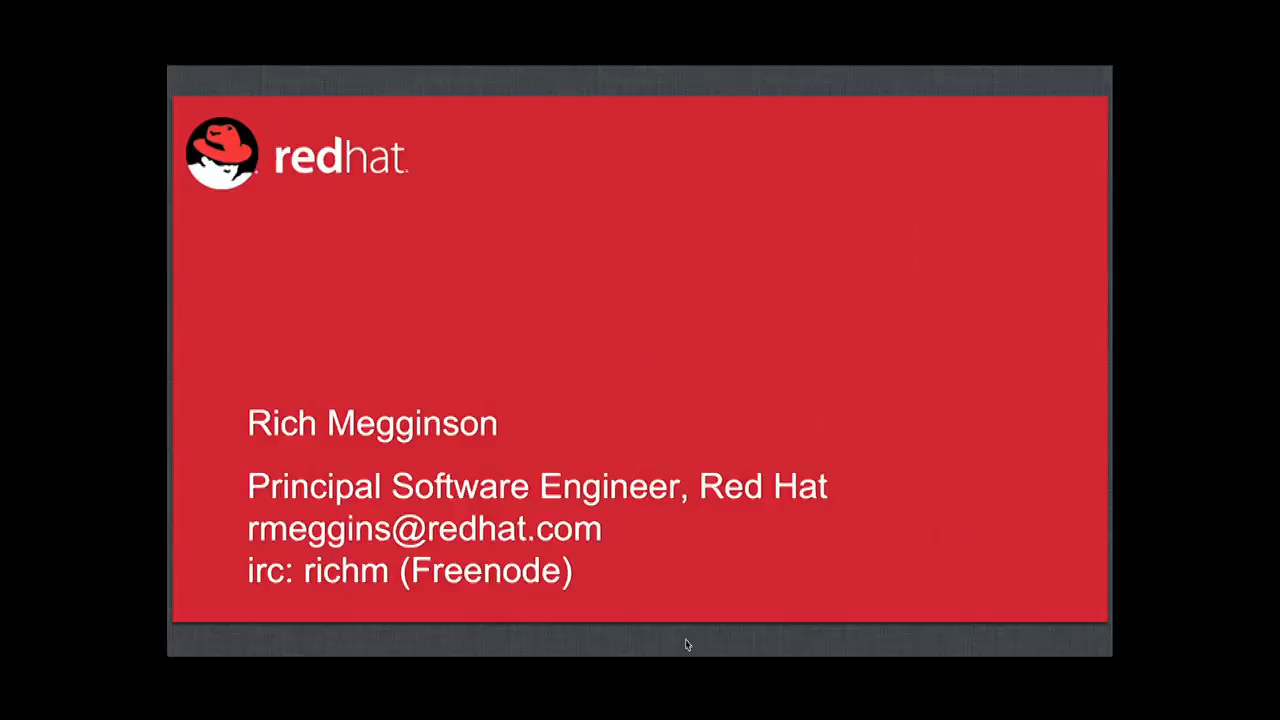 redhat.
Rich Megginson
Principal Software Engineer, Red Hat
rmeggins@redhat.com
irc: richm (Freenode)